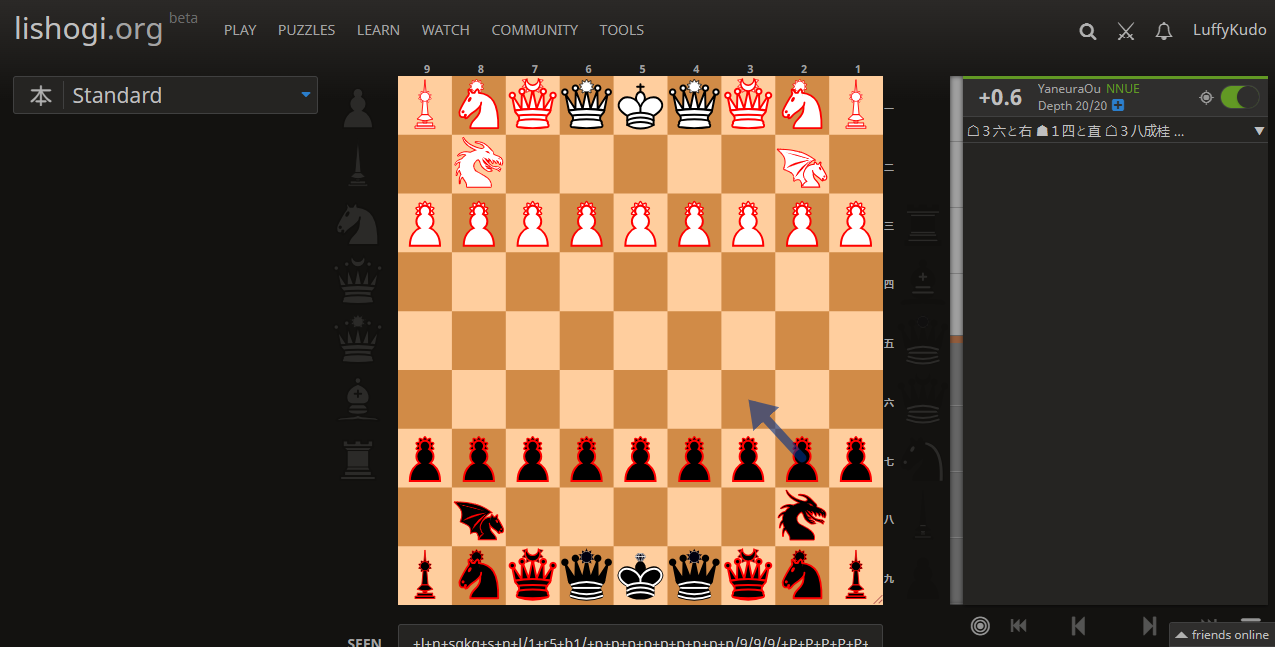 lishogi.org beta
PLAY PUZZLES LEARN WATCH COMMUNITY TOOLS
LuffyKudo
本 Standard
9 8 7 6 5 4 3 2 1
一
二
三
四
五
六
七
八
九
+0.6
YaneuraOu NNUE
Depth 20/20
☖3六と右 ☗1四と直 ☖3八成桂 ...
SFEN
+l+n+sgkg+s+n+l/1+r5+b1/+p+p+p+p+p+p+p+p+p/9/9/9/+P+P+P+P+P+
friends online